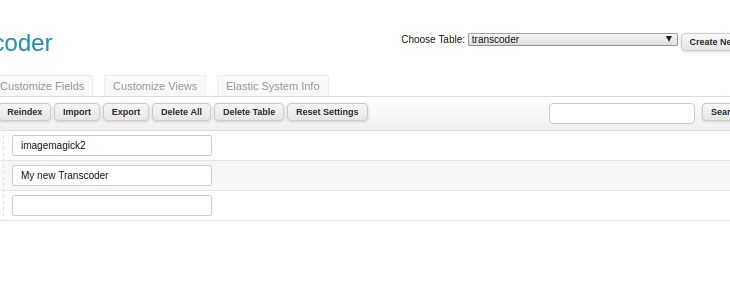 coder
Choose Table: transcoder
Create Ne
Customize Fields Customize Views Elastic System Info
Reindex Import Export Delete All Delete Table Reset Settings
Sear
imagemagick2
My new Transcoder